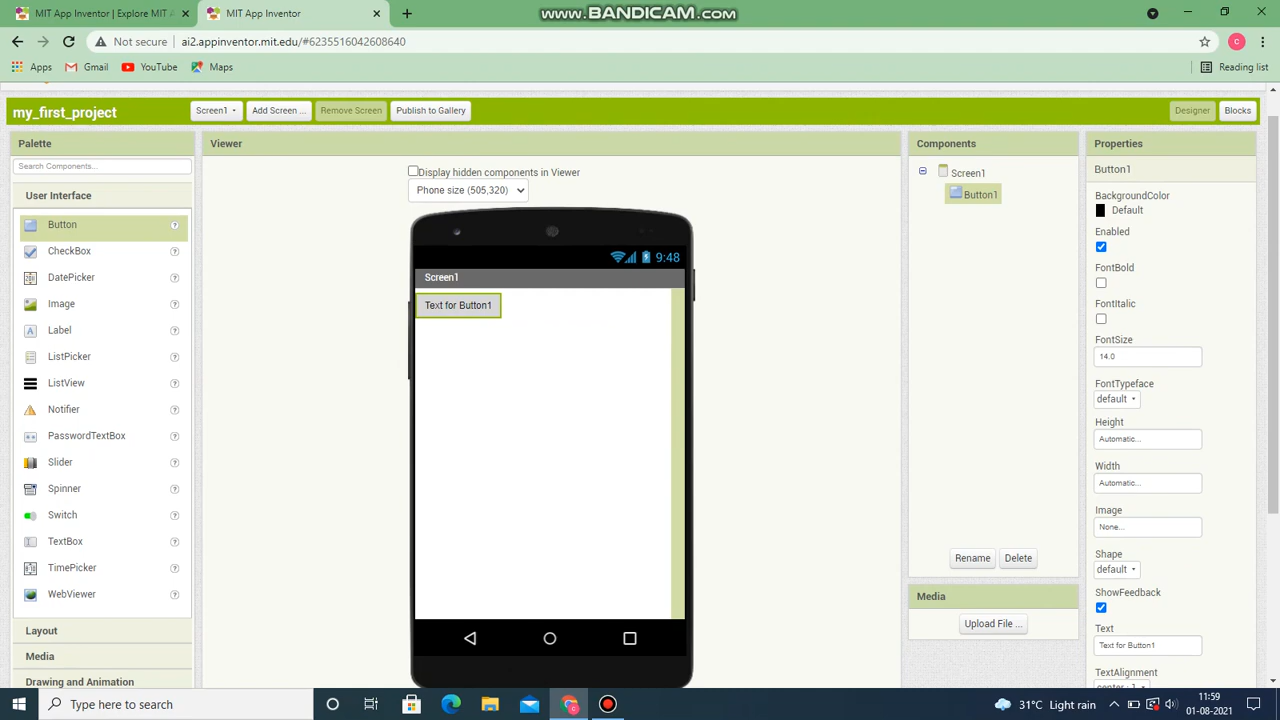 MIT App Inventor | Explore MIT A
MIT App Inventor
www.BANDICAM.com
Not secure
ai2.appinventor.mit.edu/#6235516042608640
C
Apps
Gmail
YouTube
Maps
Reading list
my_first_project
Screen1
Add Screen ...
Remove Screen
Publish to Gallery
Designer
Blocks
Palette
Search Components...
User Interface
Button
CheckBox
DatePicker
Image
Label
ListPicker
ListView
Notifier
PasswordTextBox
Slider
Spinner
Switch
TextBox
TimePicker
WebViewer
Layout
Media
Drawing and Animation
Viewer
Display hidden components in Viewer
Phone size (505,320)
9:48
Screen1
Text for Button1
Components
Screen1
Button1
Rename
Delete
Media
Upload File ...
Properties
Button1
BackgroundColor
Default
Enabled
FontBold
FontItalic
FontSize
14.0
FontTypeface
default
Height
Automatic...
Width
Automatic...
Image
None...
Shape
default
ShowFeedback
Text
Text for Button1
TextAlignment
center : 1
Type here to search
31°C Light rain
11:59
01-08-2021